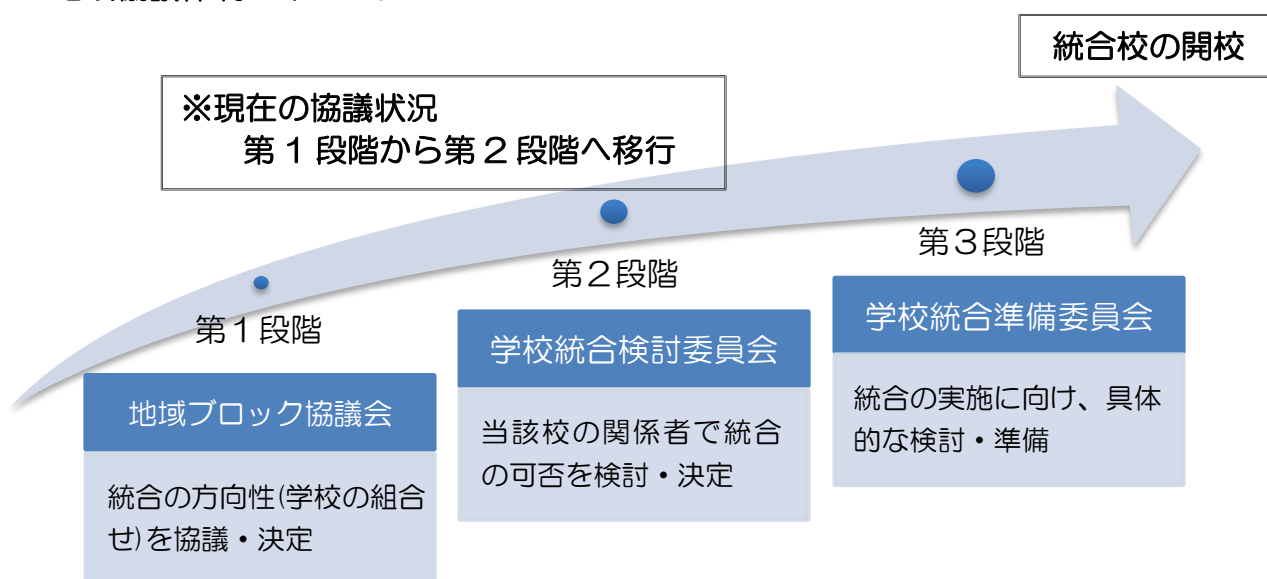 統合校の開校
※現在の協議状況
第1段階から第2段階へ移行
第3段階
第2段階
第1段階
学校統合準備委員会
統合の実施に向け、具体
的な検討・準備
学校統合検討委員会
当該校の関係者で統合
の可否を検討・決定
地域ブロック協議会
統合の方向性(学校の組合
せ)を協議・決定